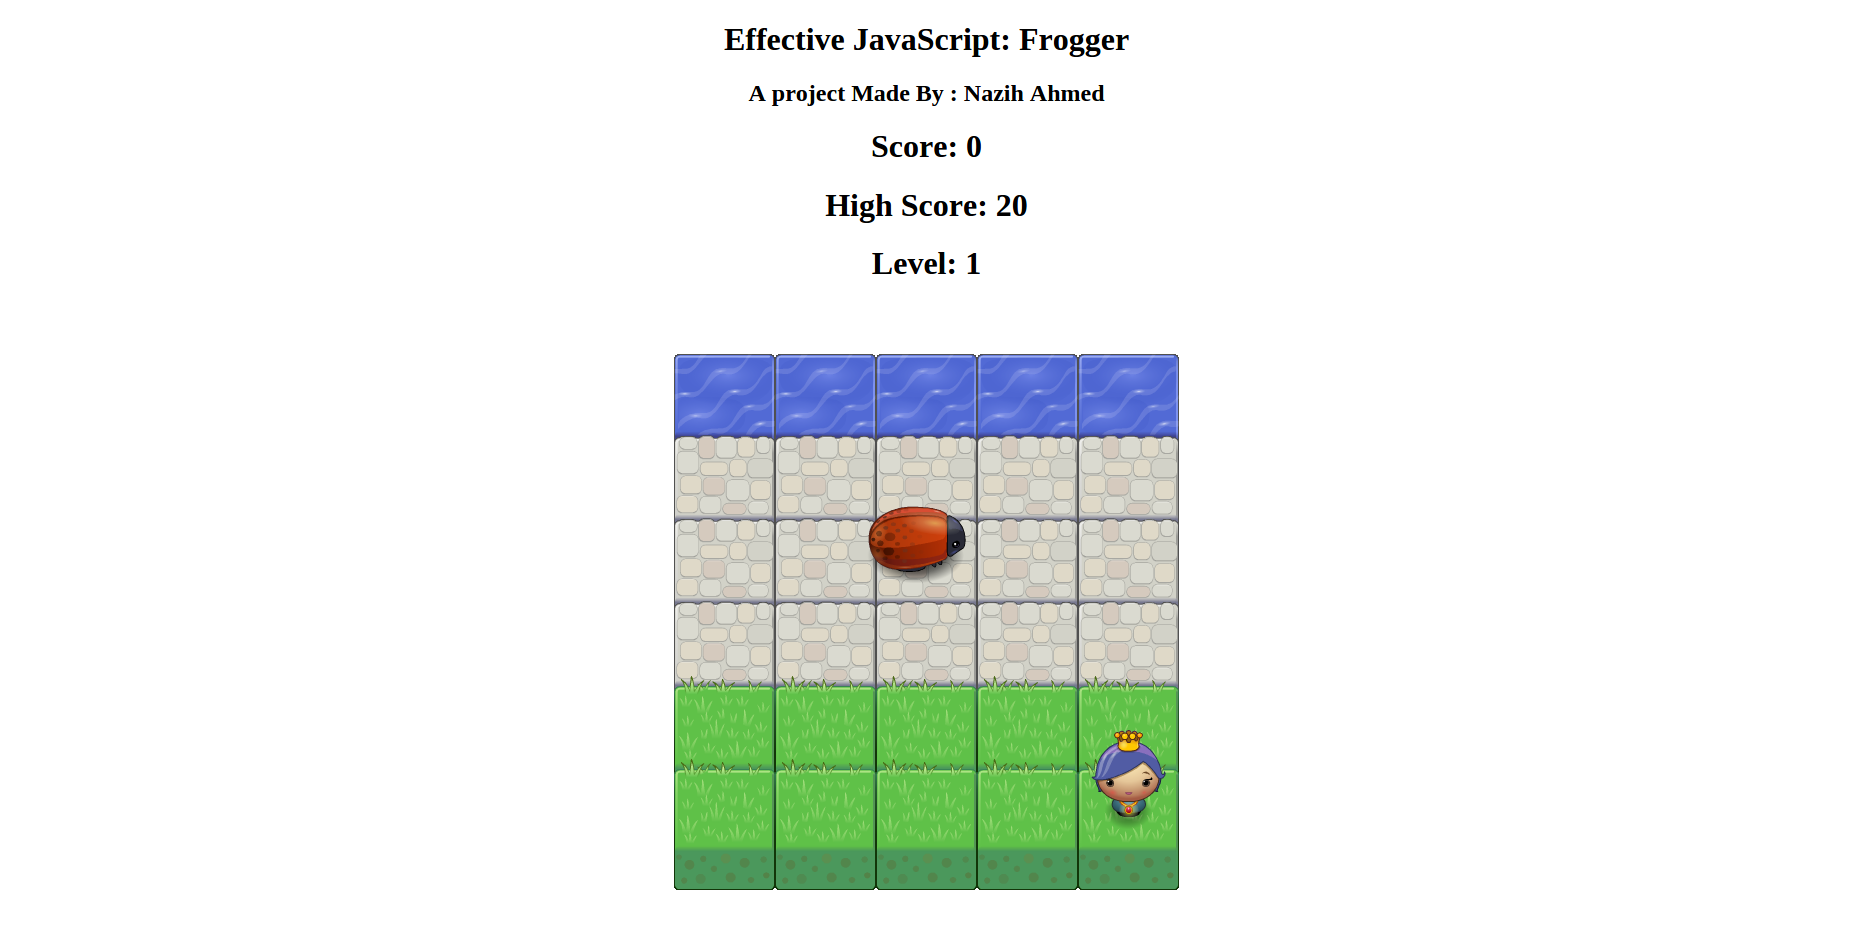 Effective JavaScript: Frogger
A project Made By : Nazih Ahmed
Score: 0
High Score: 20
Level: 1